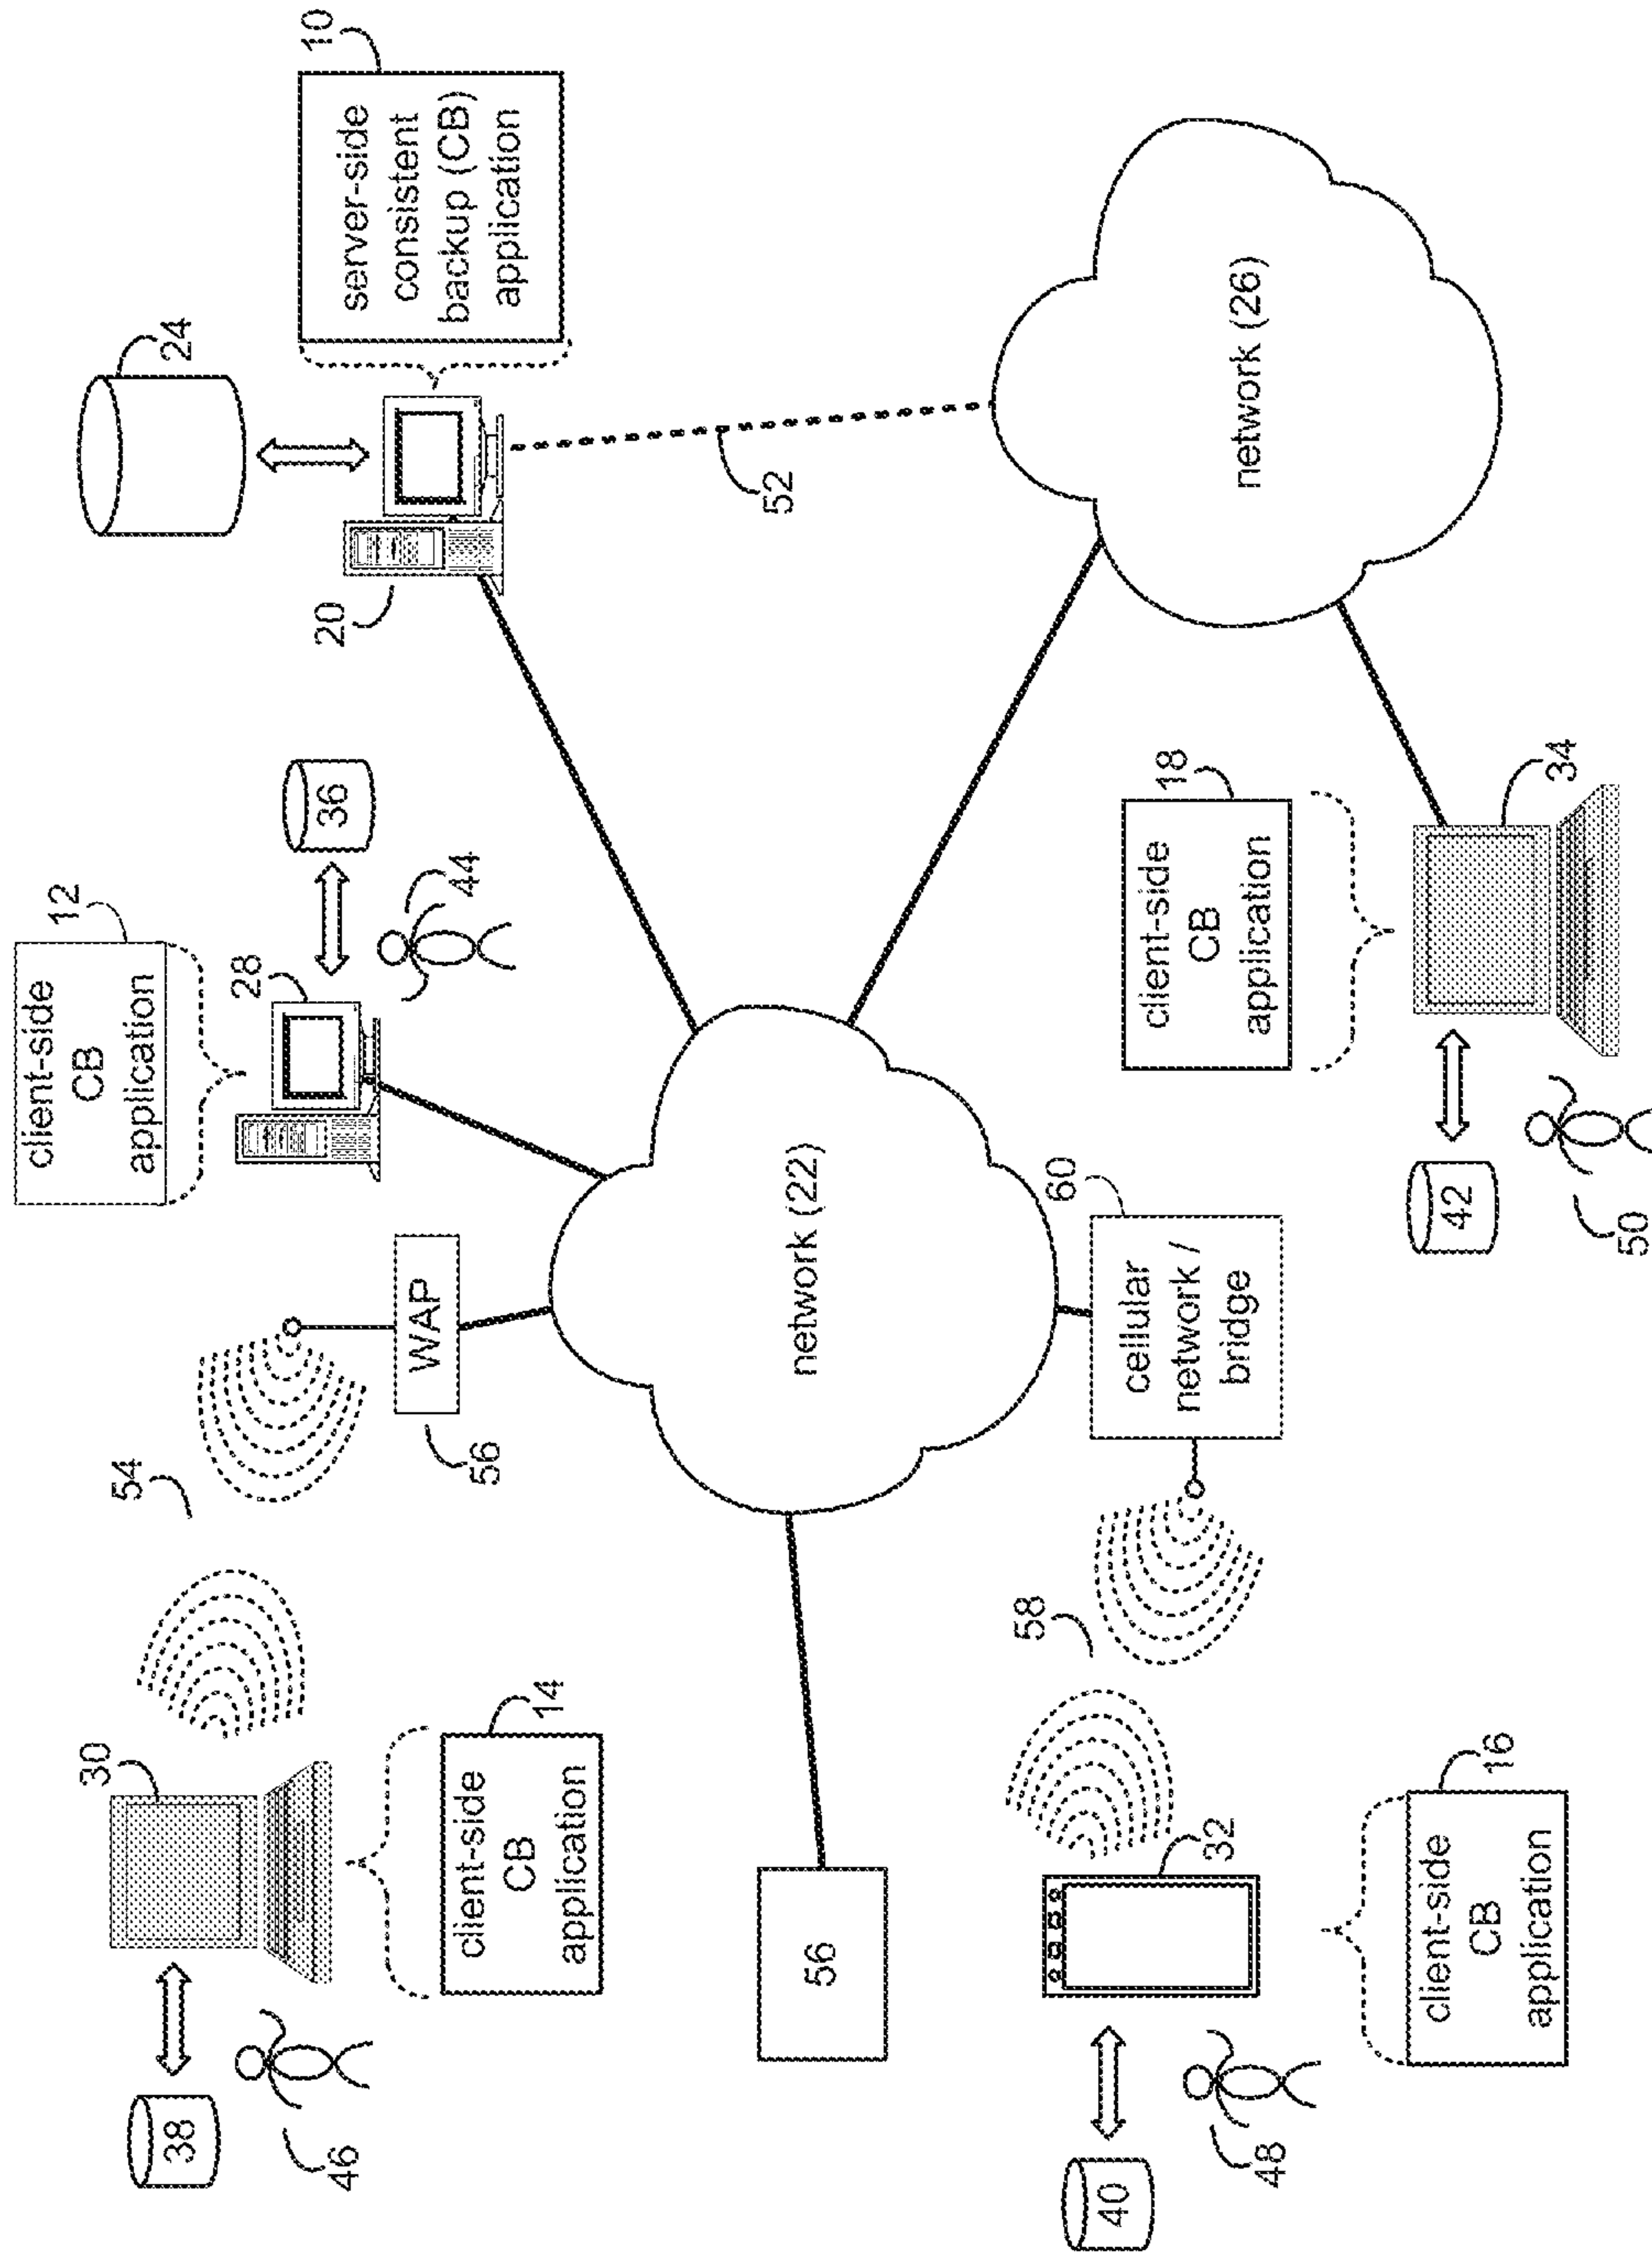 12
client-side
CB
application
28
36
44
24
10
server-side
consistent
backup (CB)
application
20
54
WAP
56
30
38
46
14
client-side
CB
application
56
network (22)
52
network (26)
60
cellular
network /
bridge
58
32
40
48
16
client-side
CB
application
18
client-side
CB
application
34
42
50